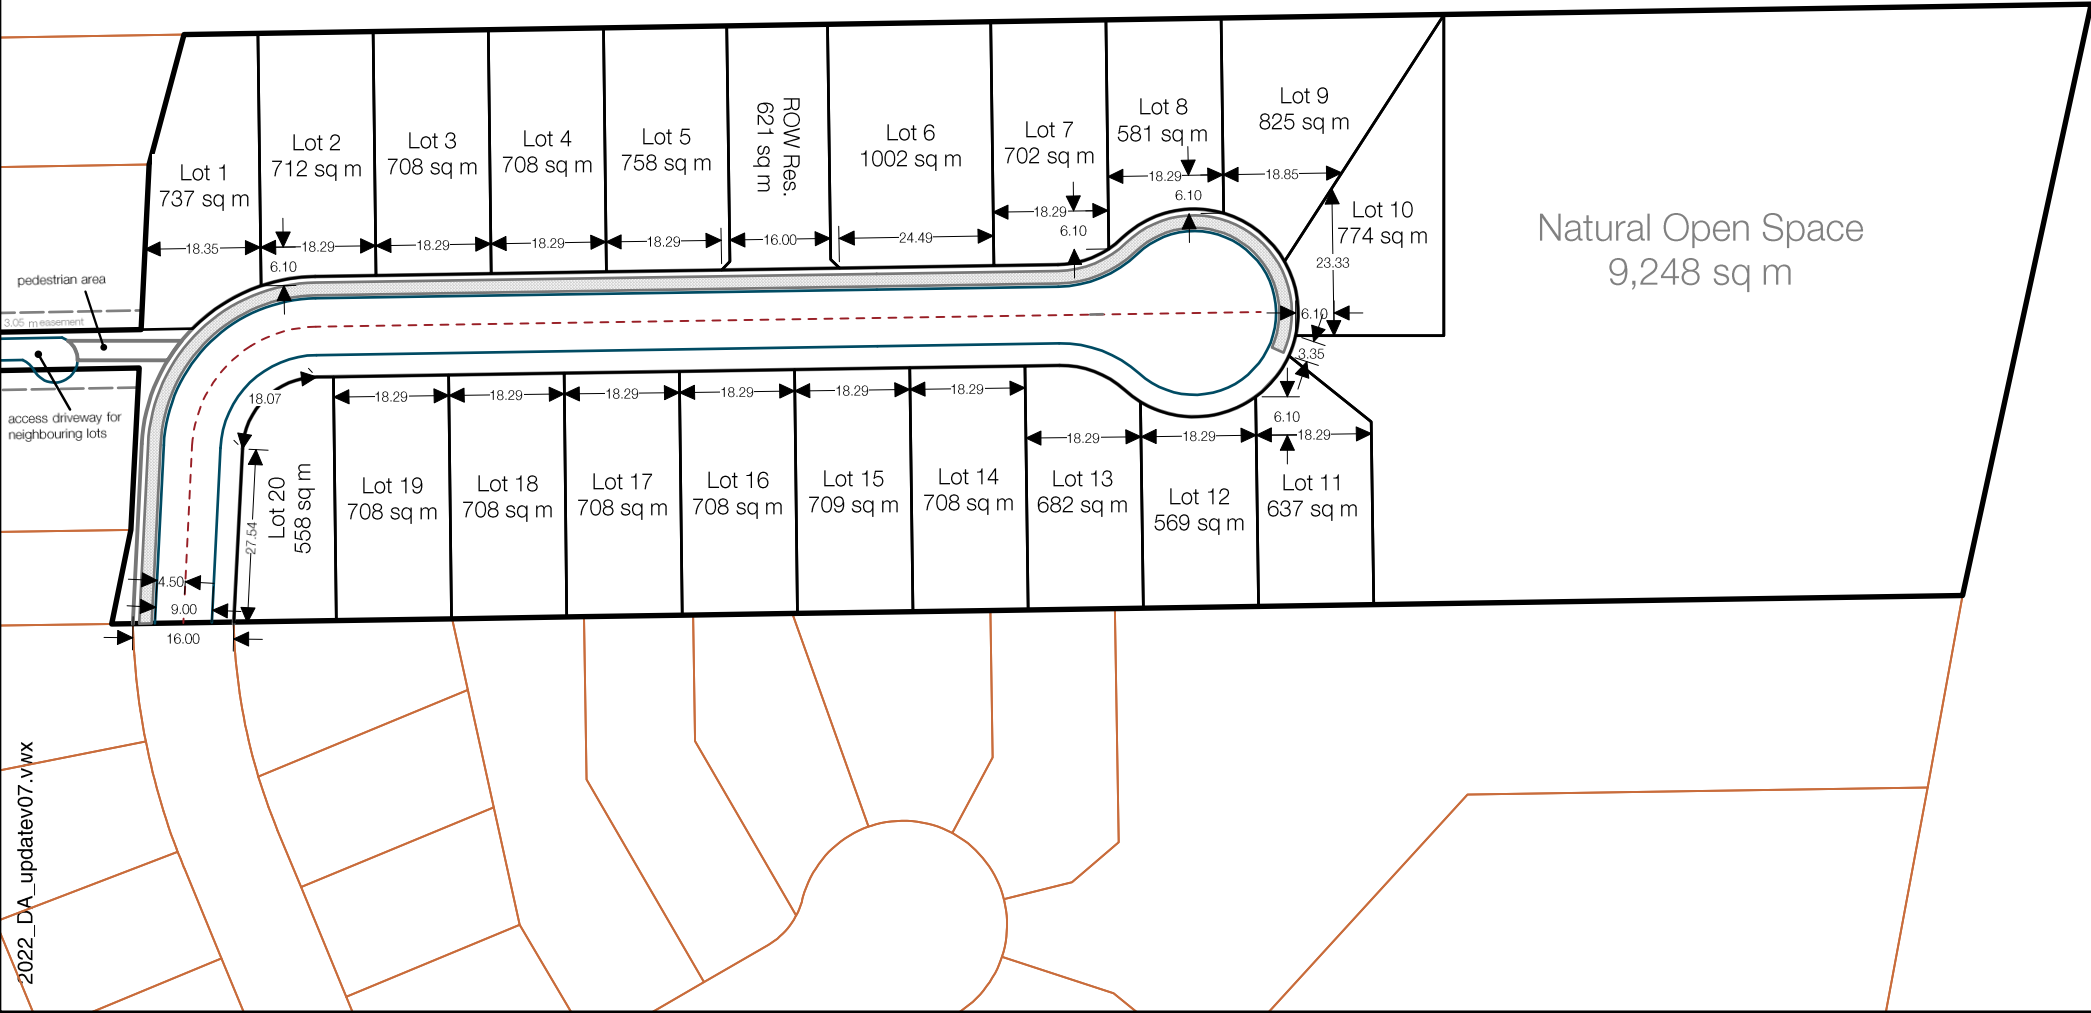 Lot 1
737 sq m
Lot 2
712 sq m
Lot 3
708 sq m
Lot 4
708 sq m
Lot 5
758 sq m
ROW Res.
621 sq m
Lot 6
1002 sq m
Lot 7
702 sq m
Lot 8
581 sq m
Lot 9
825 sq m
Lot 10
774 sq m
Natural Open Space
9,248 sq m
18.35
18.29
18.29
18.29
18.29
16.00
24.49
18.29
18.29
18.85
6.10
6.10
6.10
23.33
6.10
3.35
pedestrian area
3.05 m easement
access driveway for
neighbouring lots
18.07
18.29
18.29
18.29
18.29
18.29
18.29
18.29
18.29
6.10
18.29
Lot 20
558 sq m
27.54
Lot 19
708 sq m
Lot 18
708 sq m
Lot 17
708 sq m
Lot 16
708 sq m
Lot 15
709 sq m
Lot 14
708 sq m
Lot 13
682 sq m
Lot 12
569 sq m
Lot 11
637 sq m
4.50
9.00
16.00
2022_DA_updatev07.vwx